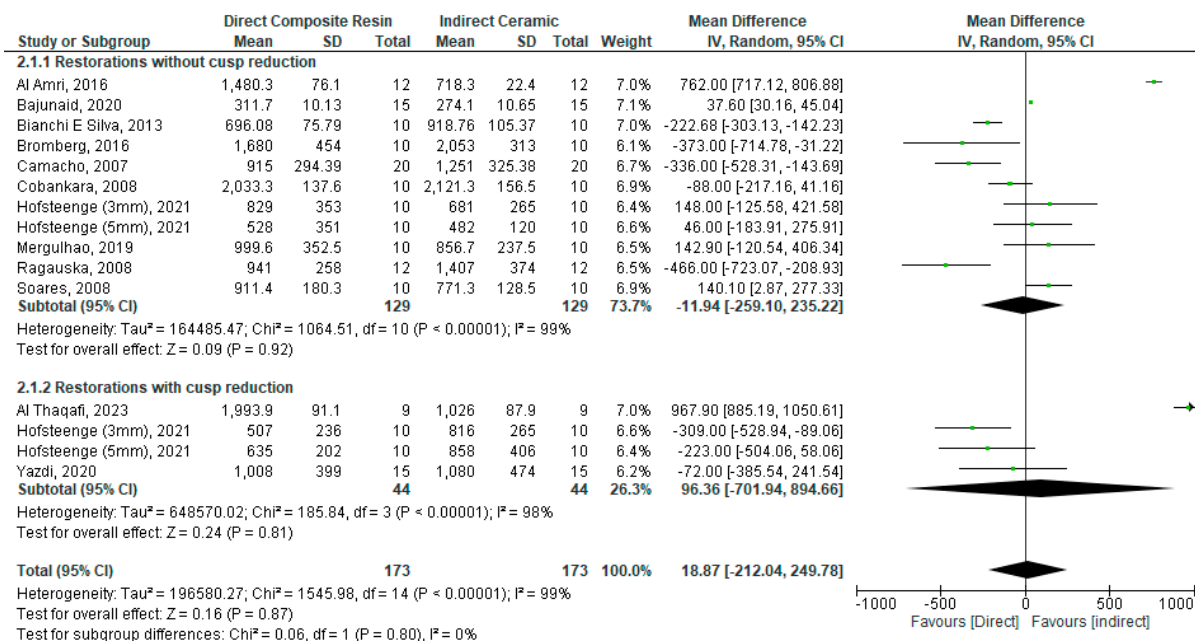 Direct Composite Resin Indirect Ceramic Mean Difference Mean Difference
Study or Subgroup Mean SD Total Mean SD Total Weight IV, Random, 95% CI IV, Random, 95% CI
2.1.1 Restorations without cusp reduction
Al Amri, 2016 1,480.3 76.1 12 718.3 22.4 12 7.0% 762.00 [717.12, 806.88]
Bajunaid, 2020 311.7 10.13 15 274.1 10.65 15 7.1% 37.60 [30.16, 45.04]
Bianchi E Silva, 2013 696.08 75.79 10 918.76 105.37 10 7.0% -222.68 [-303.13, -142.23]
Bromberg, 2016 1,680 454 10 2,053 313 10 6.1% -373.00 [-714.78, -31.22]
Camacho, 2007 915 294.39 20 1,251 325.38 20 6.7% -336.00 [-528.31, -143.69]
Cobankara, 2008 2,033.3 137.6 10 2,121.3 156.5 10 6.9% -88.00 [-217.16, 41.16]
Hofsteenge (3mm), 2021 829 353 10 681 265 10 6.4% 148.00 [-125.58, 421.58]
Hofsteenge (5mm), 2021 528 351 10 482 120 10 6.6% 46.00 [-183.91, 275.91]
Mergulhao, 2019 999.6 352.5 10 856.7 237.5 10 6.5% 142.90 [-120.54, 406.34]
Ragauska, 2008 941 258 12 1,407 374 12 6.5% -466.00 [-723.07, -208.93]
Soares, 2008 911.4 180.3 10 771.3 128.5 10 6.9% 140.10 [2.87, 277.33]
Subtotal (95% CI) 129 129 73.7% -11.94 [-259.10, 235.22]
Heterogeneity: Tau² = 164485.47; Chi² = 1064.51, df = 10 (P < 0.00001); I² = 99%
Test for overall effect: Z = 0.09 (P = 0.92)
2.1.2 Restorations with cusp reduction
Al Thaqafi, 2023 1,993.9 91.1 9 1,026 87.9 9 7.0% 967.90 [885.19, 1050.61]
Hofsteenge (3mm), 2021 507 236 10 816 265 10 6.6% -309.00 [-528.94, -89.06]
Hofsteenge (5mm), 2021 635 202 10 858 406 10 6.4% -223.00 [-504.06, 58.06]
Yazdi, 2020 1,008 399 15 1,080 474 15 6.2% -72.00 [-385.54, 241.54]
Subtotal (95% CI) 44 44 26.3% 96.36 [-701.94, 894.66]
Heterogeneity: Tau² = 648570.02; Chi² = 185.84, df = 3 (P < 0.00001); I² = 98%
Test for overall effect: Z = 0.24 (P = 0.81)
Total (95% CI) 173 173 100.0% 18.87 [-212.04, 249.78]
Heterogeneity: Tau² = 196580.27; Chi² = 1545.98, df = 14 (P < 0.00001); I² = 99%
Test for overall effect: Z = 0.16 (P = 0.87)
Test for subgroup differences: Chi² = 0.06, df = 1 (P = 0.80), I² = 0%
-1000 -500 0 500 1000
Favours [Direct] Favours [indirect]